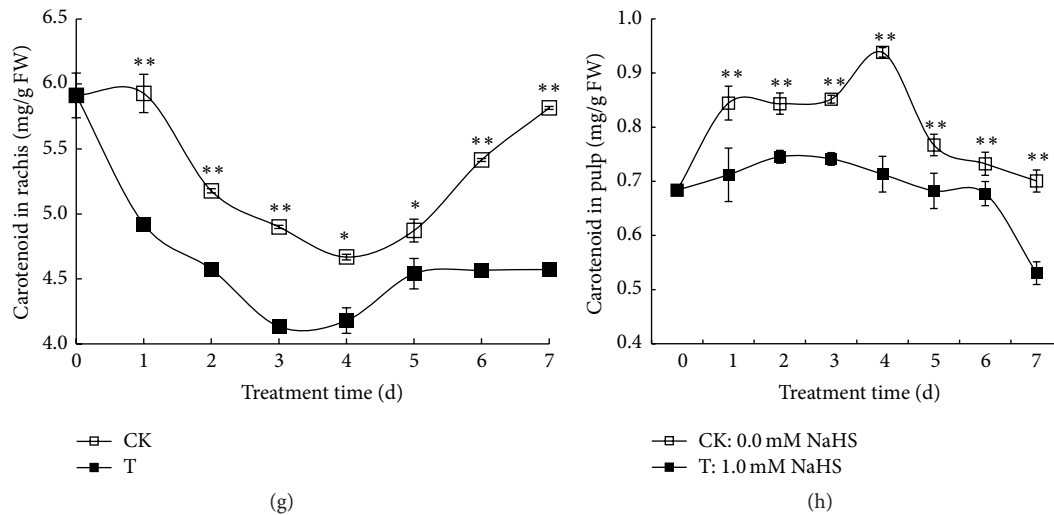 Carotenoid in rachis (mg/g FW)
6.5
6.0
5.5
5.0
4.5
4.0
** ** ** * * ** **
0 1 2 3 4 5 6 7
Treatment time (d)
CK
T
(g)
Carotenoid in pulp (mg/g FW)
1.0
0.9
0.8
0.7
0.6
0.5
0.4
** ** ** ** ** ** **
0 1 2 3 4 5 6 7
Treatment time (d)
CK: 0.0 mM NaHS
T: 1.0 mM NaHS
(h)